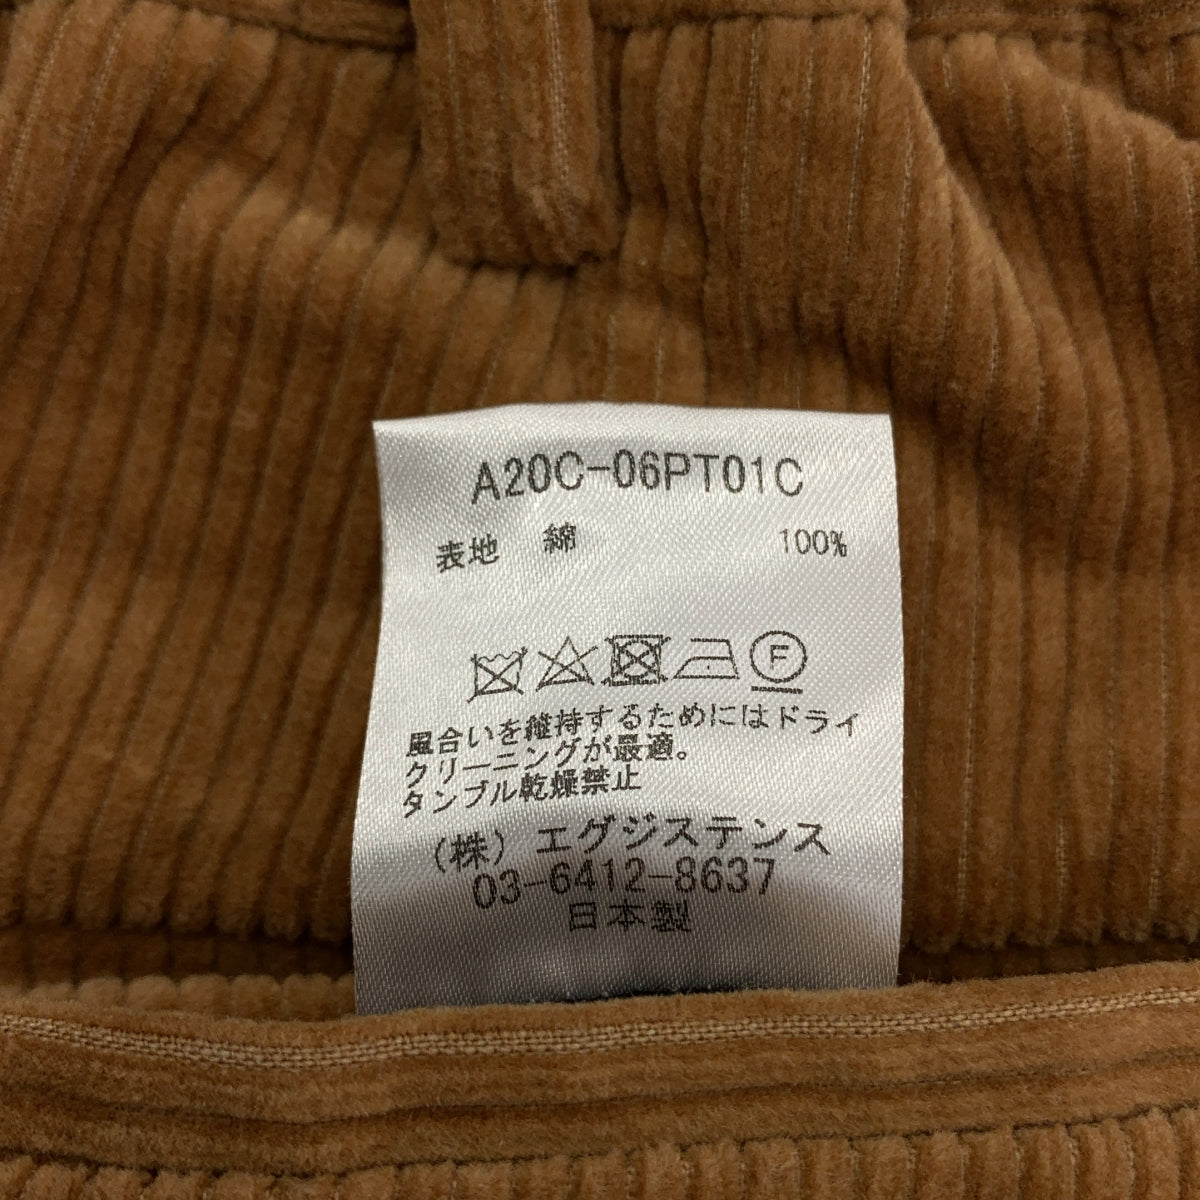 A20C-06PT01C
表地 綿 100%
F
風合いを維持するためにはドライ
クリーニングが最適。
タンブル乾燥禁止
(株) エグジステンス
03-6412-8637
日本製